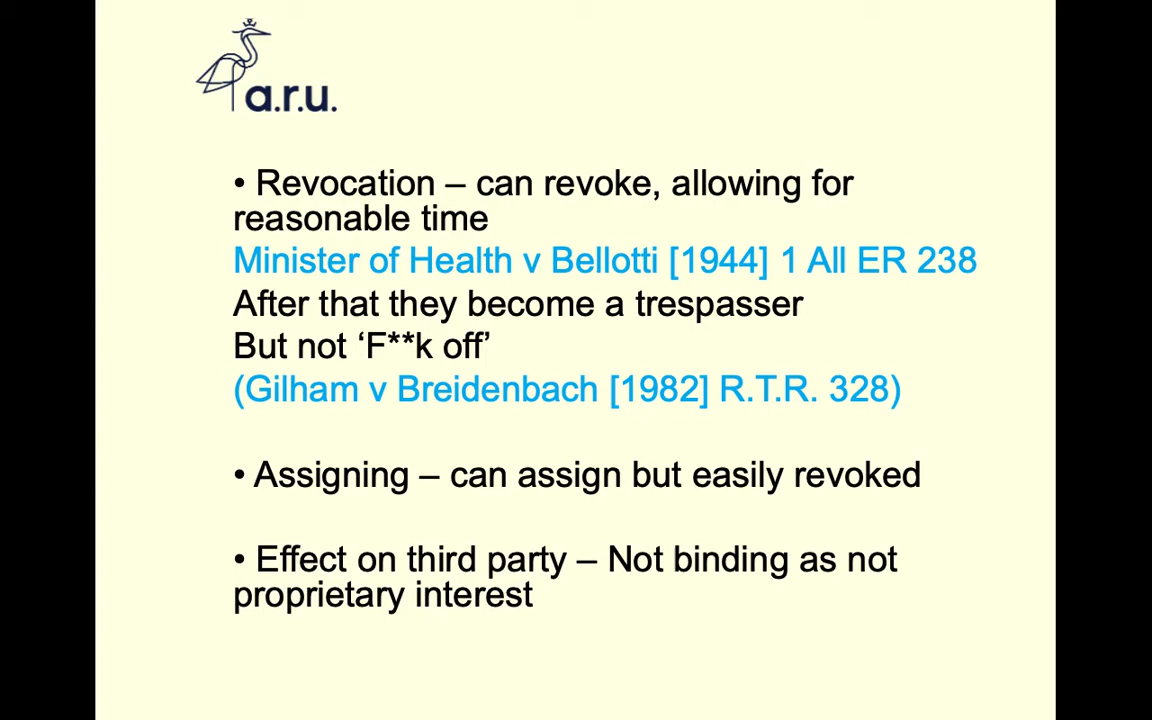 a.r.u.
• Revocation – can revoke, allowing for
reasonable time
Minister of Health v Bellotti [1944] 1 All ER 238
After that they become a trespasser
But not ‘F**k off’
(Gilham v Breidenbach [1982] R.T.R. 328)
• Assigning – can assign but easily revoked
• Effect on third party – Not binding as not
proprietary interest